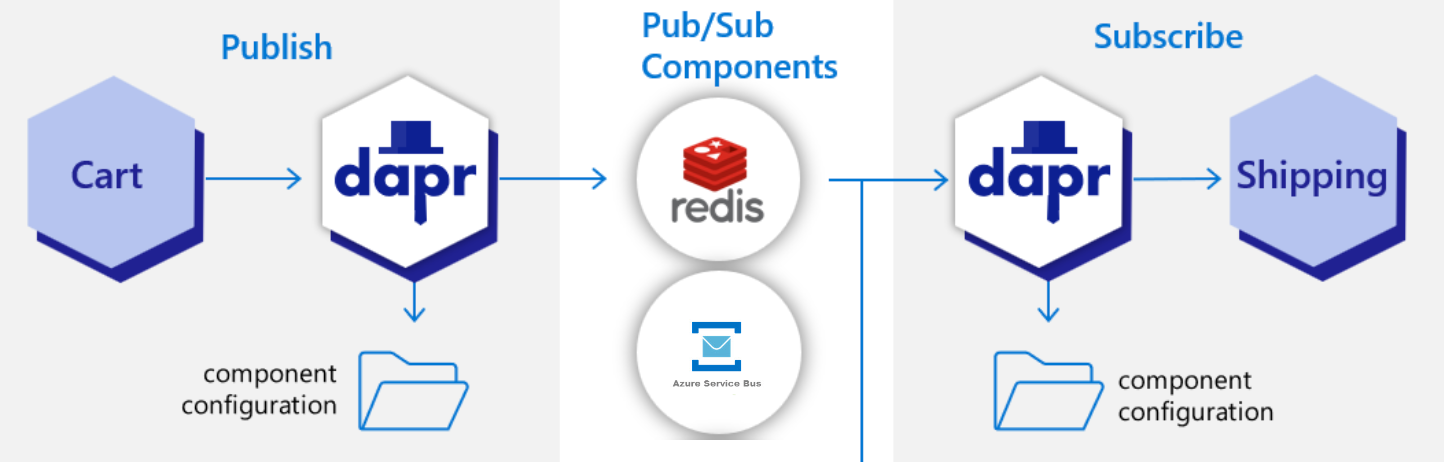 Publish
Pub/Sub
Components
Subscribe
Cart
dapr
redis
dapr
Shipping
Azure Service Bus
component
configuration
component
configuration